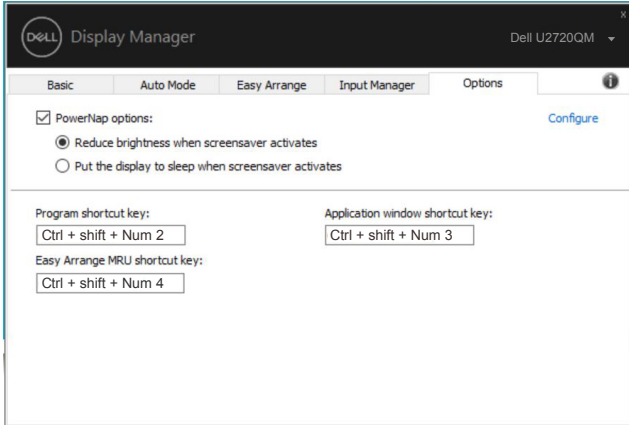 DELL Display Manager
x
Dell U2720QM
Basic Auto Mode Easy Arrange Input Manager Options i
PowerNap options: Configure
Reduce brightness when screensaver activates
Put the display to sleep when screensaver activates
Program shortcut key: Application window shortcut key:
Ctrl + shift + Num 2 Ctrl + shift + Num 3
Easy Arrange MRU shortcut key:
Ctrl + shift + Num 4